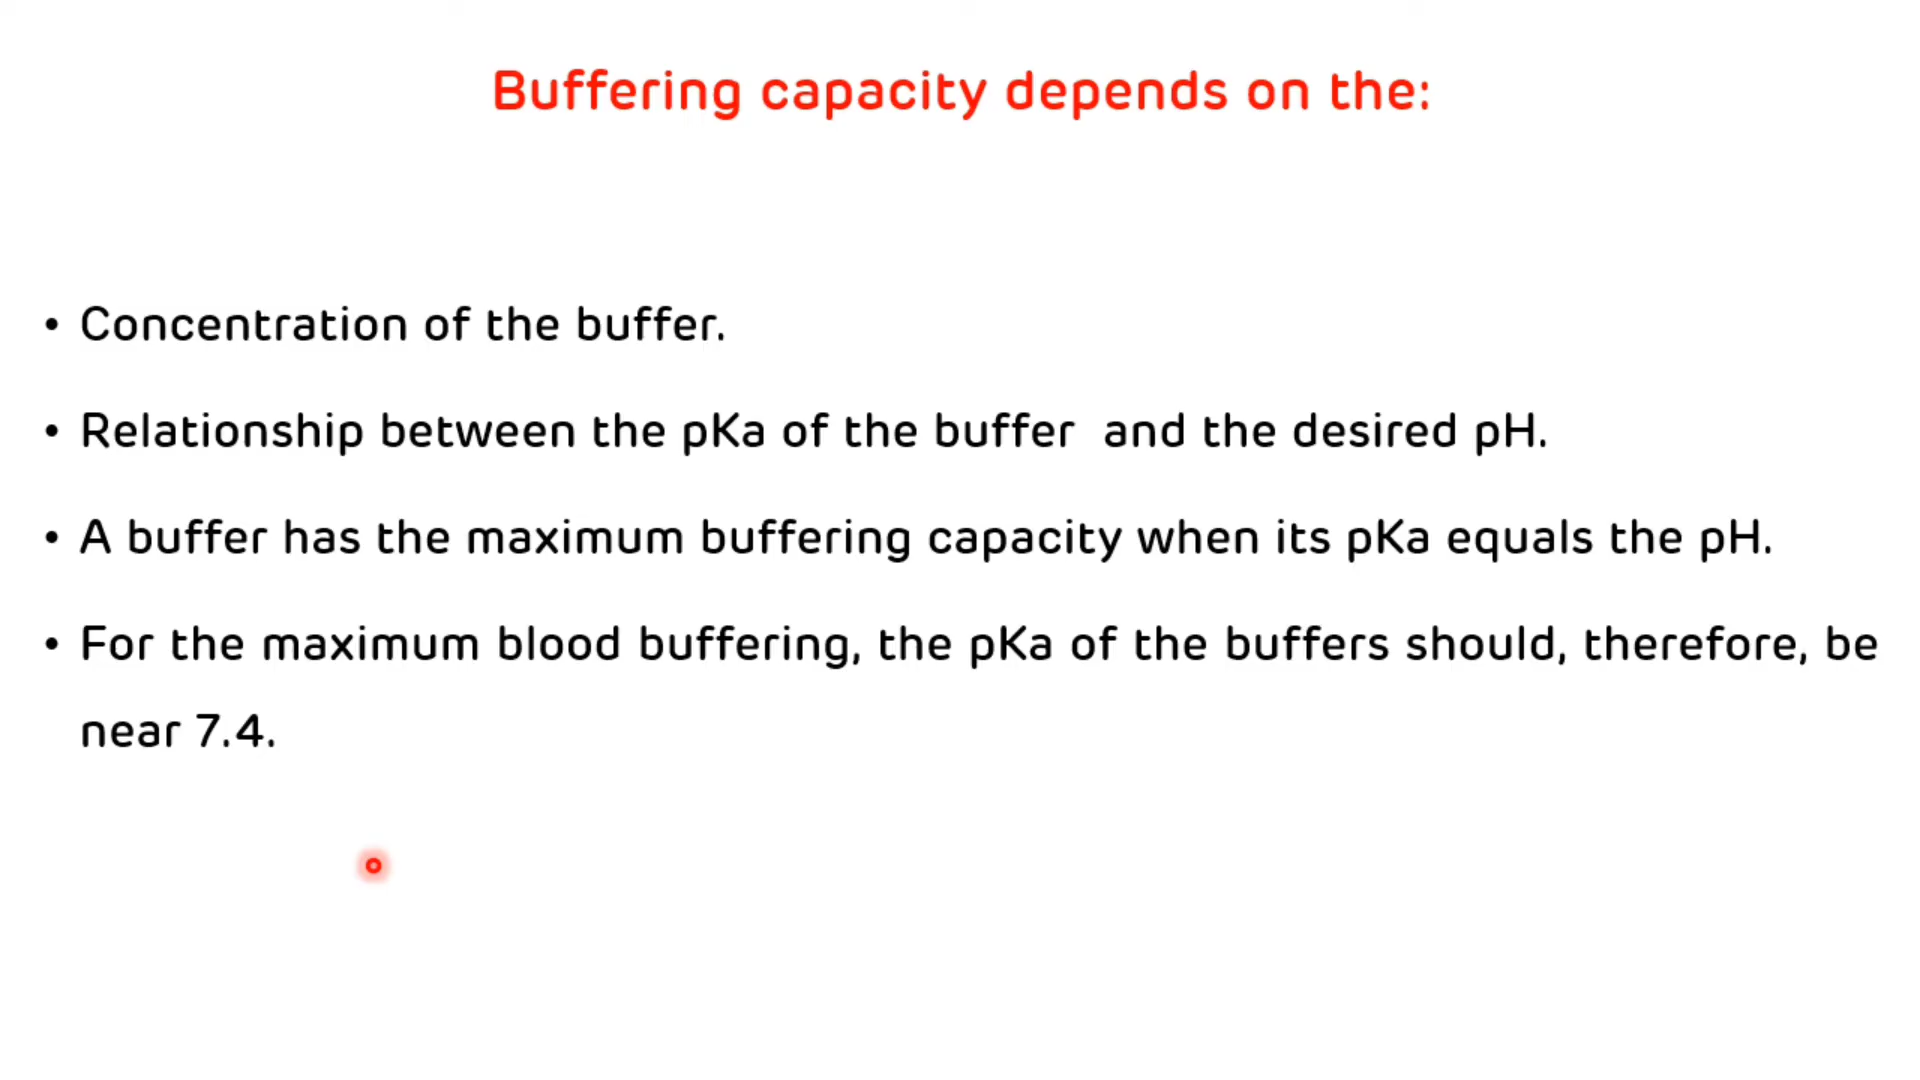 Buffering capacity depends on the:
• Concentration of the buffer.
• Relationship between the pKa of the buffer  and the desired pH.
• A buffer has the maximum buffering capacity when its pKa equals the pH.
• For the maximum blood buffering, the pKa of the buffers should, therefore, be
near 7.4.